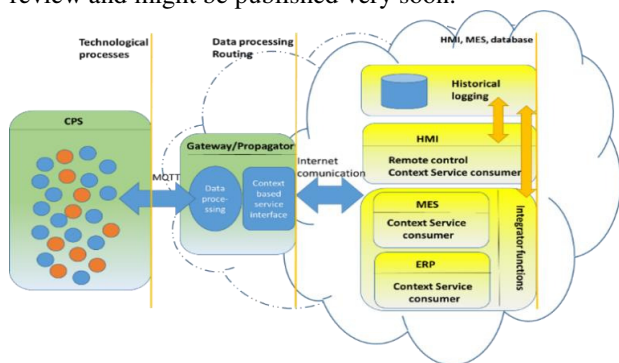 review and might be published very soon.
Technological
processes
Data processing
Routing
HMI, MES, database
CPS
MQTT
Gateway/Propagator
Data
proce-
ssing
Context
based
service
interface
Internet
comunication
Historical
logging
HMI
Remote control
Context Service consumer
MES
Context Service
consumer
ERP
Context Service
consumer
Integrator functions